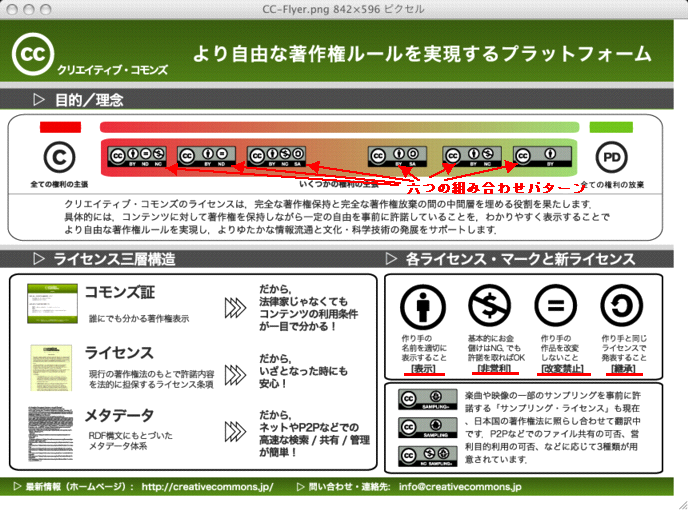 CC-Flyer.png 842×596 ピクセル
cc
クリエイティブ・コモンズ
より自由な著作権ルールを実現するプラットフォーム
▷ 目的／理念
C
cc BY ND NC
cc BY ND
cc BY NC SA
cc BY SA
cc BY NC
cc BY
PD
全ての権利の主張
いくつかの権利の主張
六つの組み合わせパターン
全ての権利の放棄
クリエイティブ・コモンズのライセンスは、完全な著作権保持と完全な著作権放棄の間の中間層を埋める役割を果たします．
具体的には、コンテンツに対して著作権を保持しながら一定の自由を事前に許諾していることを，わかりやすく表示することで
より自由な著作権ルールを実現し，よりゆたかな情報流通と文化・科学技術の発展をサポートします．
▷ ライセンス三層構造
コモンズ証
誰にでも分かる著作権表示
だから，
法律家じゃなくても
コンテンツの利用条件
が一目で分かる！
ライセンス
現行の著作権法のもとで許諾内容
を法的に担保するライセンス条項
だから、
いざとなった時にも
安心！
メタデータ
RDF構文にもとづいた
メタデータ体系
だから、
ネットやP2Pなどでの
高速な検索 / 共有 / 管理
が簡単！
▷ 各ライセンス・マークと新ライセンス
作り手の
名前を適切に
表示すること
[表示]
基本的にお金
儲けはNG, でも
許諾を取ればOK
[非営利]
作り手の
作品を改変
しないこと
[改変禁止]
作り手と同じ
ライセンスで
発表すること
[継承]
cc SAMPLING+
cc SAMPLING
cc NC SAMPLING+
楽曲や映像の一部のサンプリングを事前に許
諾する「サンプリング・ライセンス」も現在
、日本国の著作権法に照らし合わせて翻訳中
です．P2Pなどでのファイル共有の可否、営
利目的利用の可否、などに応じて3種類が用
意されています．
▷ 最新情報（ホームページ）: http://creativecommons.jp/
▷ 問い合わせ・連絡先: info@creativecommons.jp